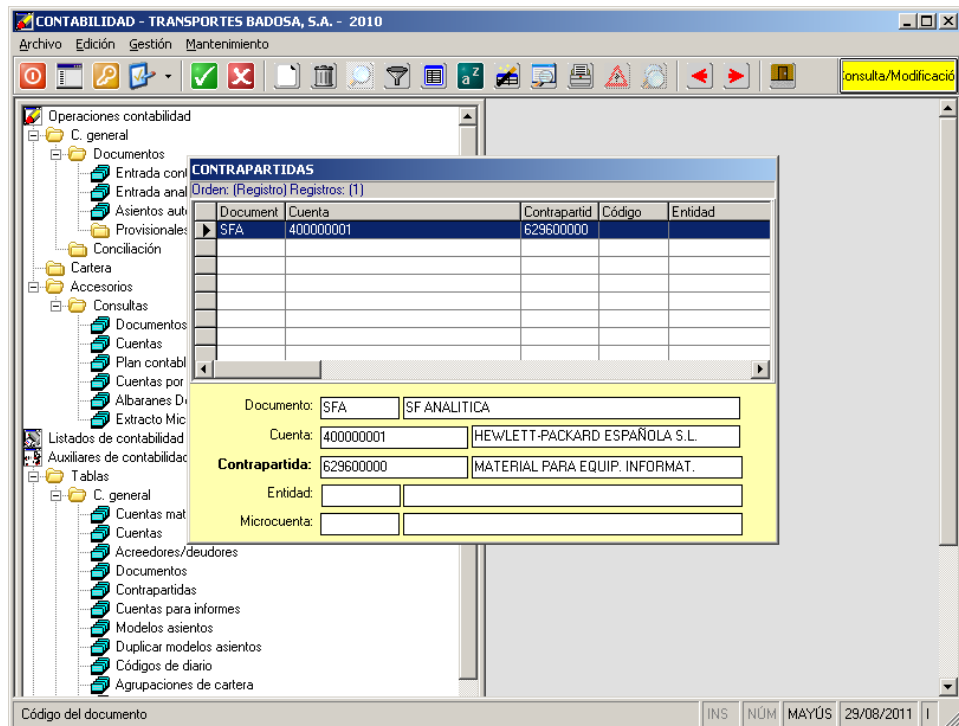 CONTABILIDAD - TRANSPORTES BADOSA, S.A. - 2010
Archivo Edición Gestión Mantenimiento
onsulta/Modificació
Operaciones contabilidad
C. general
Documentos
Entrada cont
Entrada anal
Asientos aut
Provisionales
Conciliación
Cartera
Accesorios
Consultas
Documentos
Cuentas
Plan contabl
Cuentas por
Albaranes D
Extracto Mic
Listados de contabilidad
Auxiliares de contabilidad
Tablas
C. general
Cuentas mat
Cuentas
Acreedores/deudores
Documentos
Contrapartidas
Cuentas para informes
Modelos asientos
Duplicar modelos asientos
Códigos de diario
Agrupaciones de cartera
CONTRAPARTIDAS
Orden: (Registro) Registros: (1)
Document Cuenta Contrapartid Código Entidad
SFA 400000001 629600000
Documento: SFA SF ANALITICA
Cuenta: 400000001 HEWLETT-PACKARD ESPAÑOLA S.L.
Contrapartida: 629600000 MATERIAL PARA EQUIP. INFORMAT.
Entidad:
Microcuenta:
Código del documento INS NÚM MAYÚS 29/08/2011 I